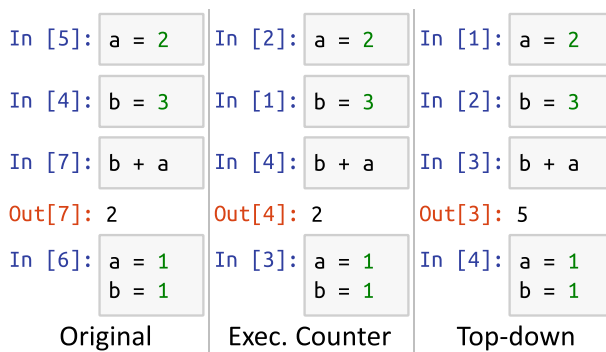 In [5]: a = 2
In [4]: b = 3
In [7]: b + a
Out[7]: 2
In [6]: a = 1
b = 1
Original
In [2]: a = 2
In [1]: b = 3
In [4]: b + a
Out[4]: 2
In [3]: a = 1
b = 1
Exec. Counter
In [1]: a = 2
In [2]: b = 3
In [3]: b + a
Out[3]: 5
In [4]: a = 1
b = 1
Top-down